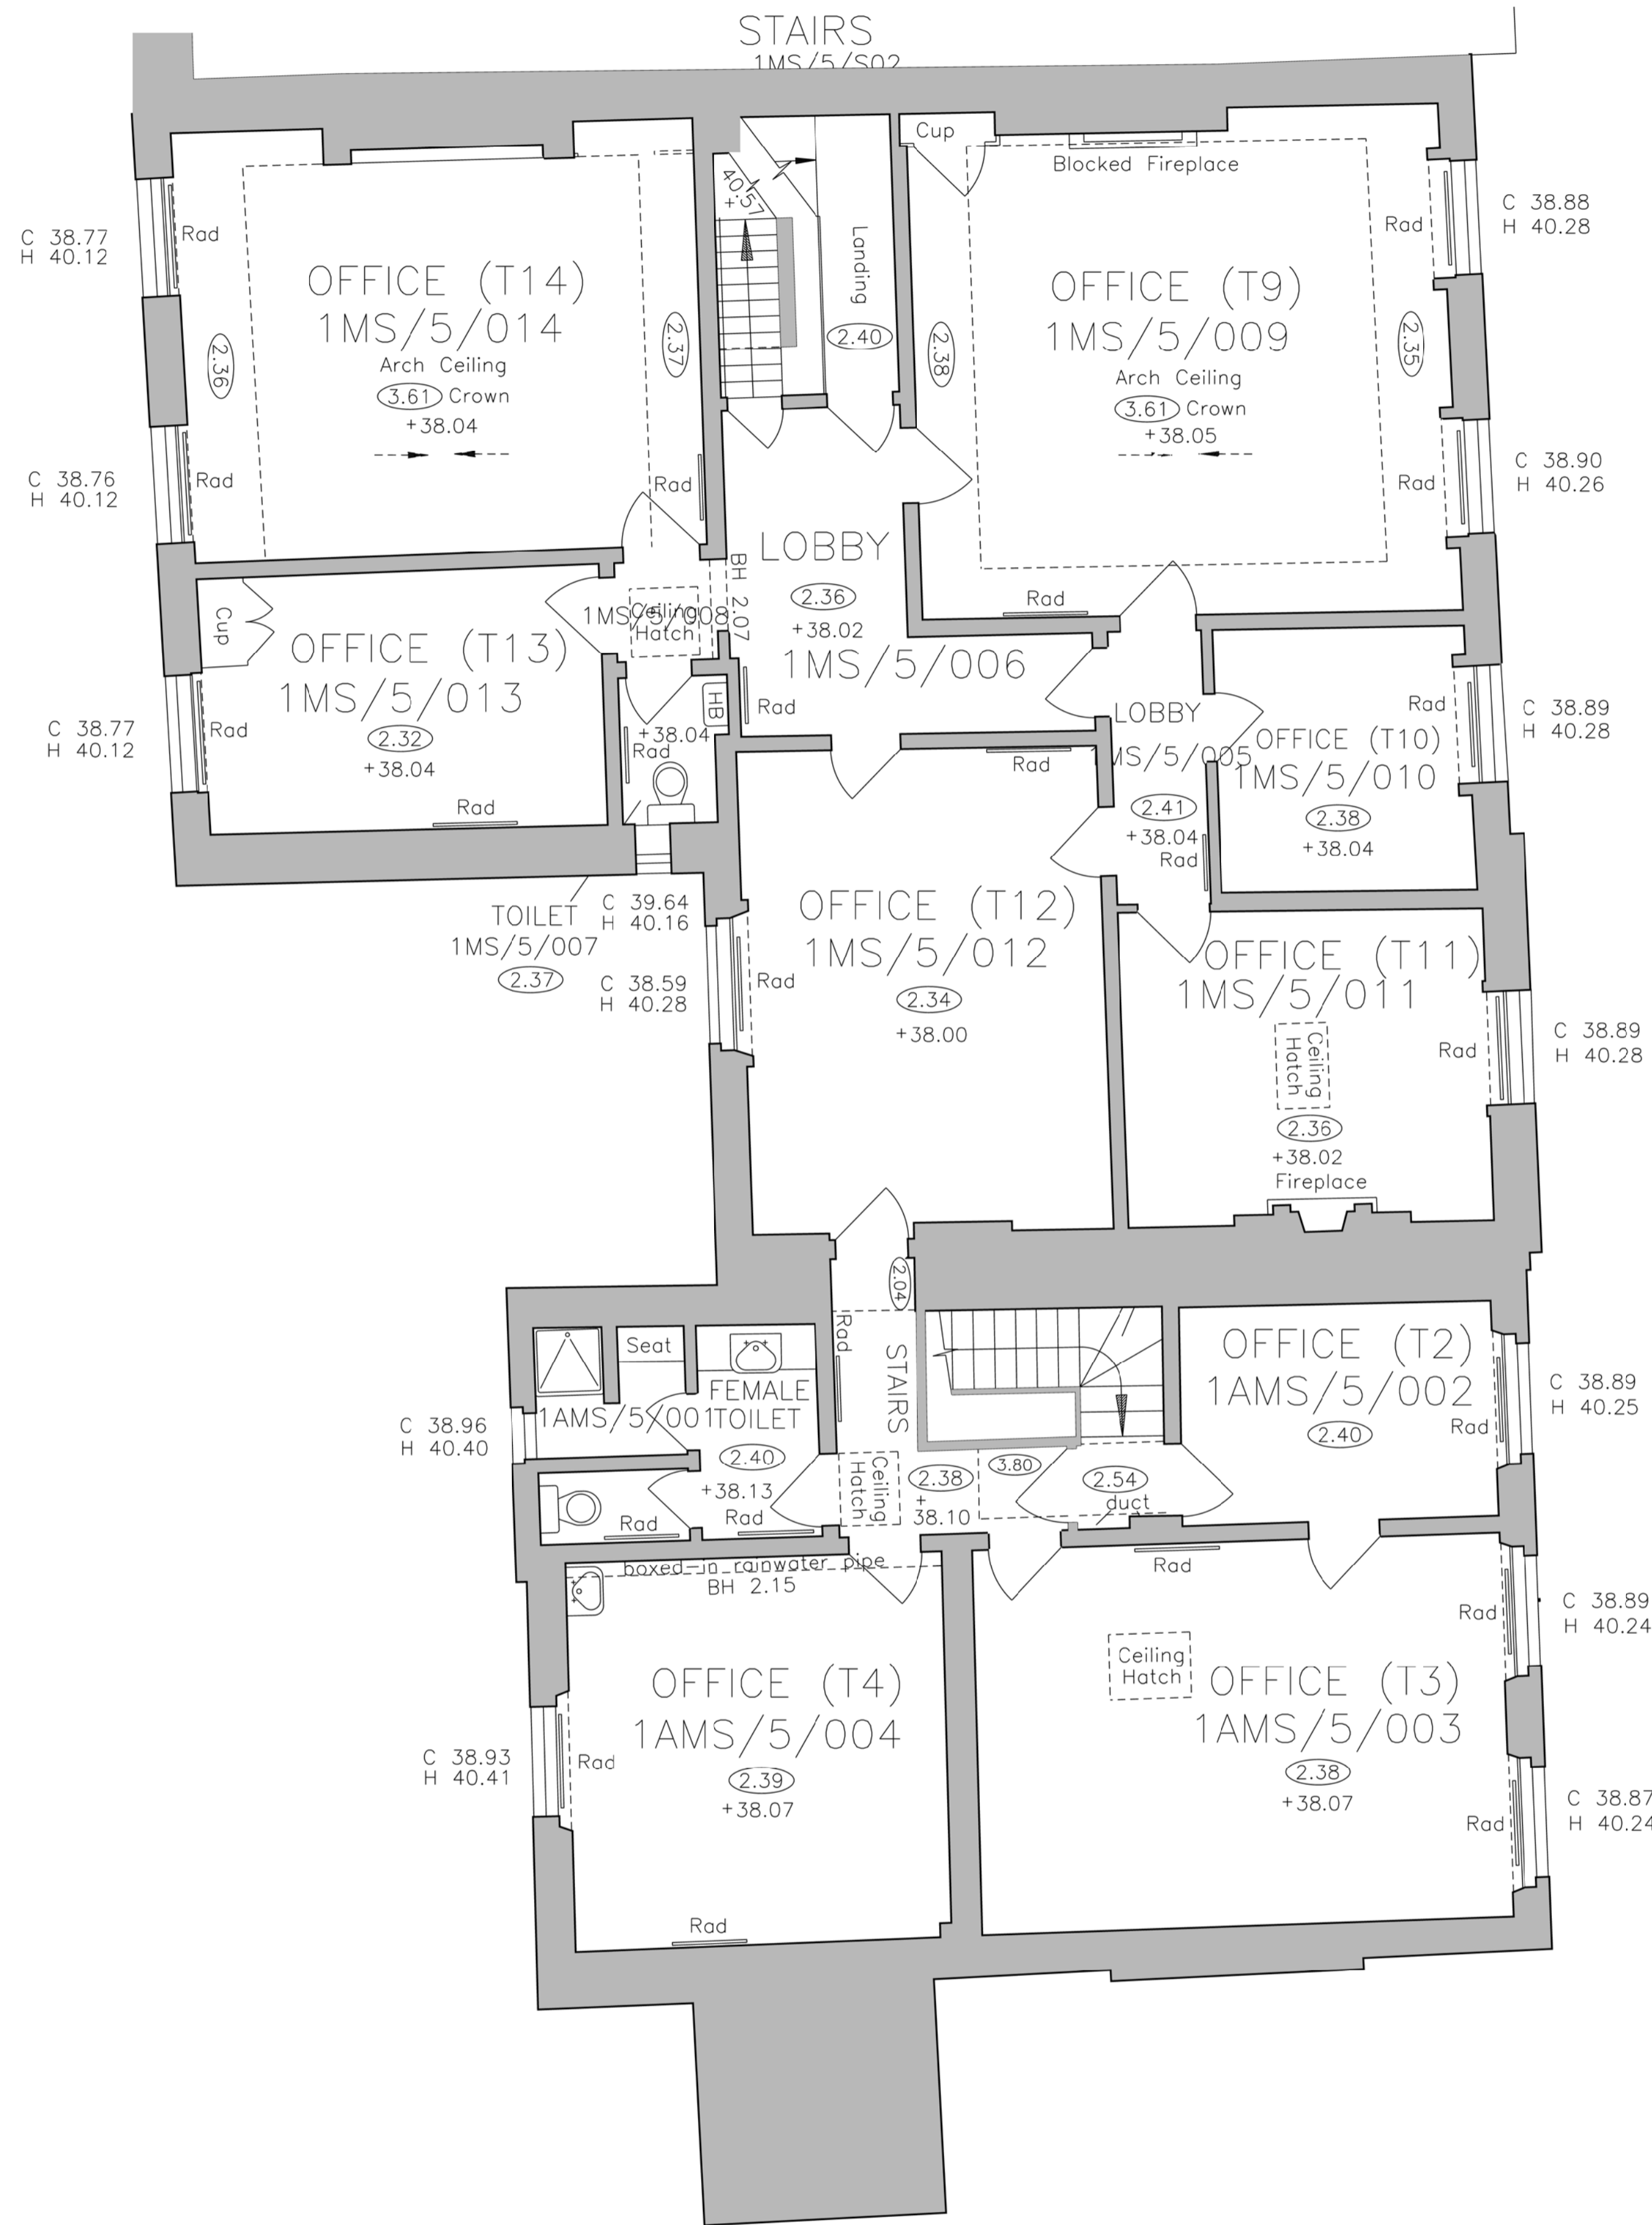 STAIRS
1MS/5/S02
C 38.77
H 40.12
Rad
OFFICE (T14)
1MS/5/014
Arch Ceiling
3.61 Crown
+38.04
2.36
2.37
C 38.76
H 40.12
Rad
Rad
40.57
+
Landing
2.40
Cup
Blocked Fireplace
Rad
C 38.88
H 40.28
OFFICE (T9)
1MS/5/009
Arch Ceiling
3.61 Crown
+38.05
2.38
2.35
Rad
C 38.90
H 40.26
Rad
LOBBY
2.36
+38.02
1MS/5/006
BH 2.07
Rad
Ceiling
Hatch
1MS/5/008
Cup
OFFICE (T13)
1MS/5/013
2.32
+38.04
C 38.77
H 40.12
Rad
Rad
HB
+38.04
Rad
TOILET
1MS/5/007
2.37
C 39.64
H 40.16
LOBBY
1MS/5/005
2.41
+38.04
Rad
OFFICE (T10)
1MS/5/010
2.38
+38.04
Rad
C 38.89
H 40.28
Rad
OFFICE (T12)
1MS/5/012
2.34
+38.00
C 38.59
H 40.28
Rad
OFFICE (T11)
1MS/5/011
Ceiling
Hatch
2.36
+38.02
Fireplace
Rad
C 38.89
H 40.28
2.04
Rad
STAIRS
Seat
FEMALE
TOILET
1AMS/5/001
2.40
+38.13
Rad
Rad
C 38.96
H 40.40
Ceiling
Hatch
2.38
+
38.10
3.80
2.54
duct
OFFICE (T2)
1AMS/5/002
2.40
Rad
C 38.89
H 40.25
boxed-in rainwater pipe
BH 2.15
Rad
Rad
C 38.89
H 40.24
Ceiling
Hatch
OFFICE (T4)
1AMS/5/004
2.39
+38.07
C 38.93
H 40.41
Rad
Rad
OFFICE (T3)
1AMS/5/003
2.38
+38.07
Rad
C 38.87
H 40.24